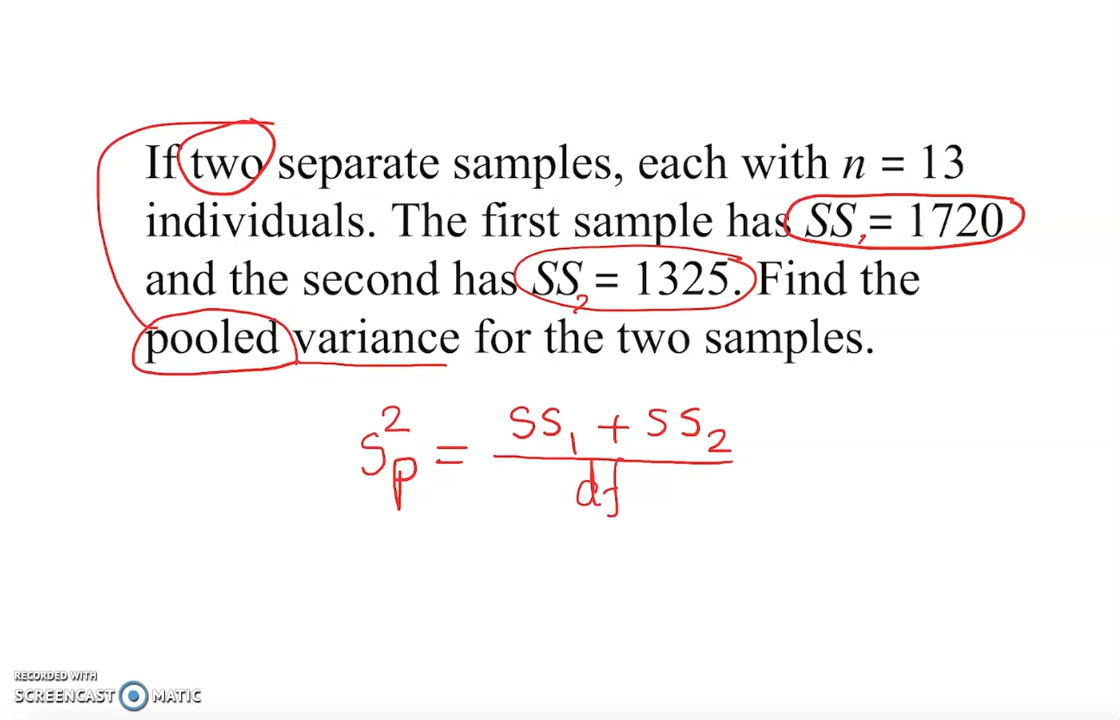 If two separate samples, each with n = 13
individuals. The first sample has SS₁ = 1720
and the second has SS₂ = 1325. Find the
pooled variance for the two samples.
S²ₚ = SS₁ + SS₂
df
RECORDED WITH
SCREENCAST MATIC